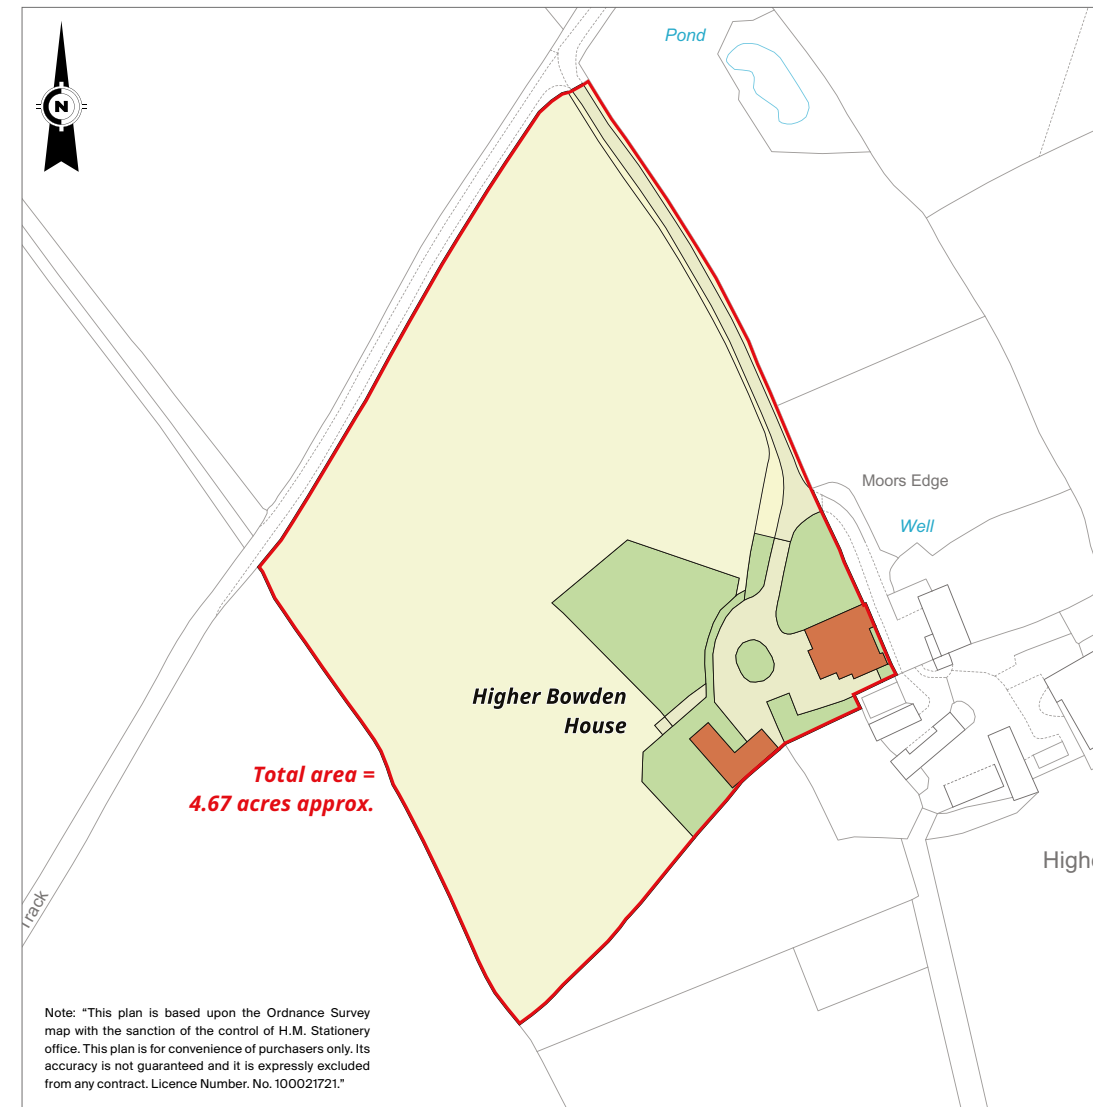 Pond
N
Moors Edge
Well
Higher Bowden
House
Total area =
4.67 acres approx.
Track
Note: “This plan is based upon the Ordnance Survey
map with the sanction of the control of H.M. Stationery
office. This plan is for convenience of purchasers only. Its
accuracy is not guaranteed and it is expressly excluded
from any contract. Licence Number. No. 100021721.”